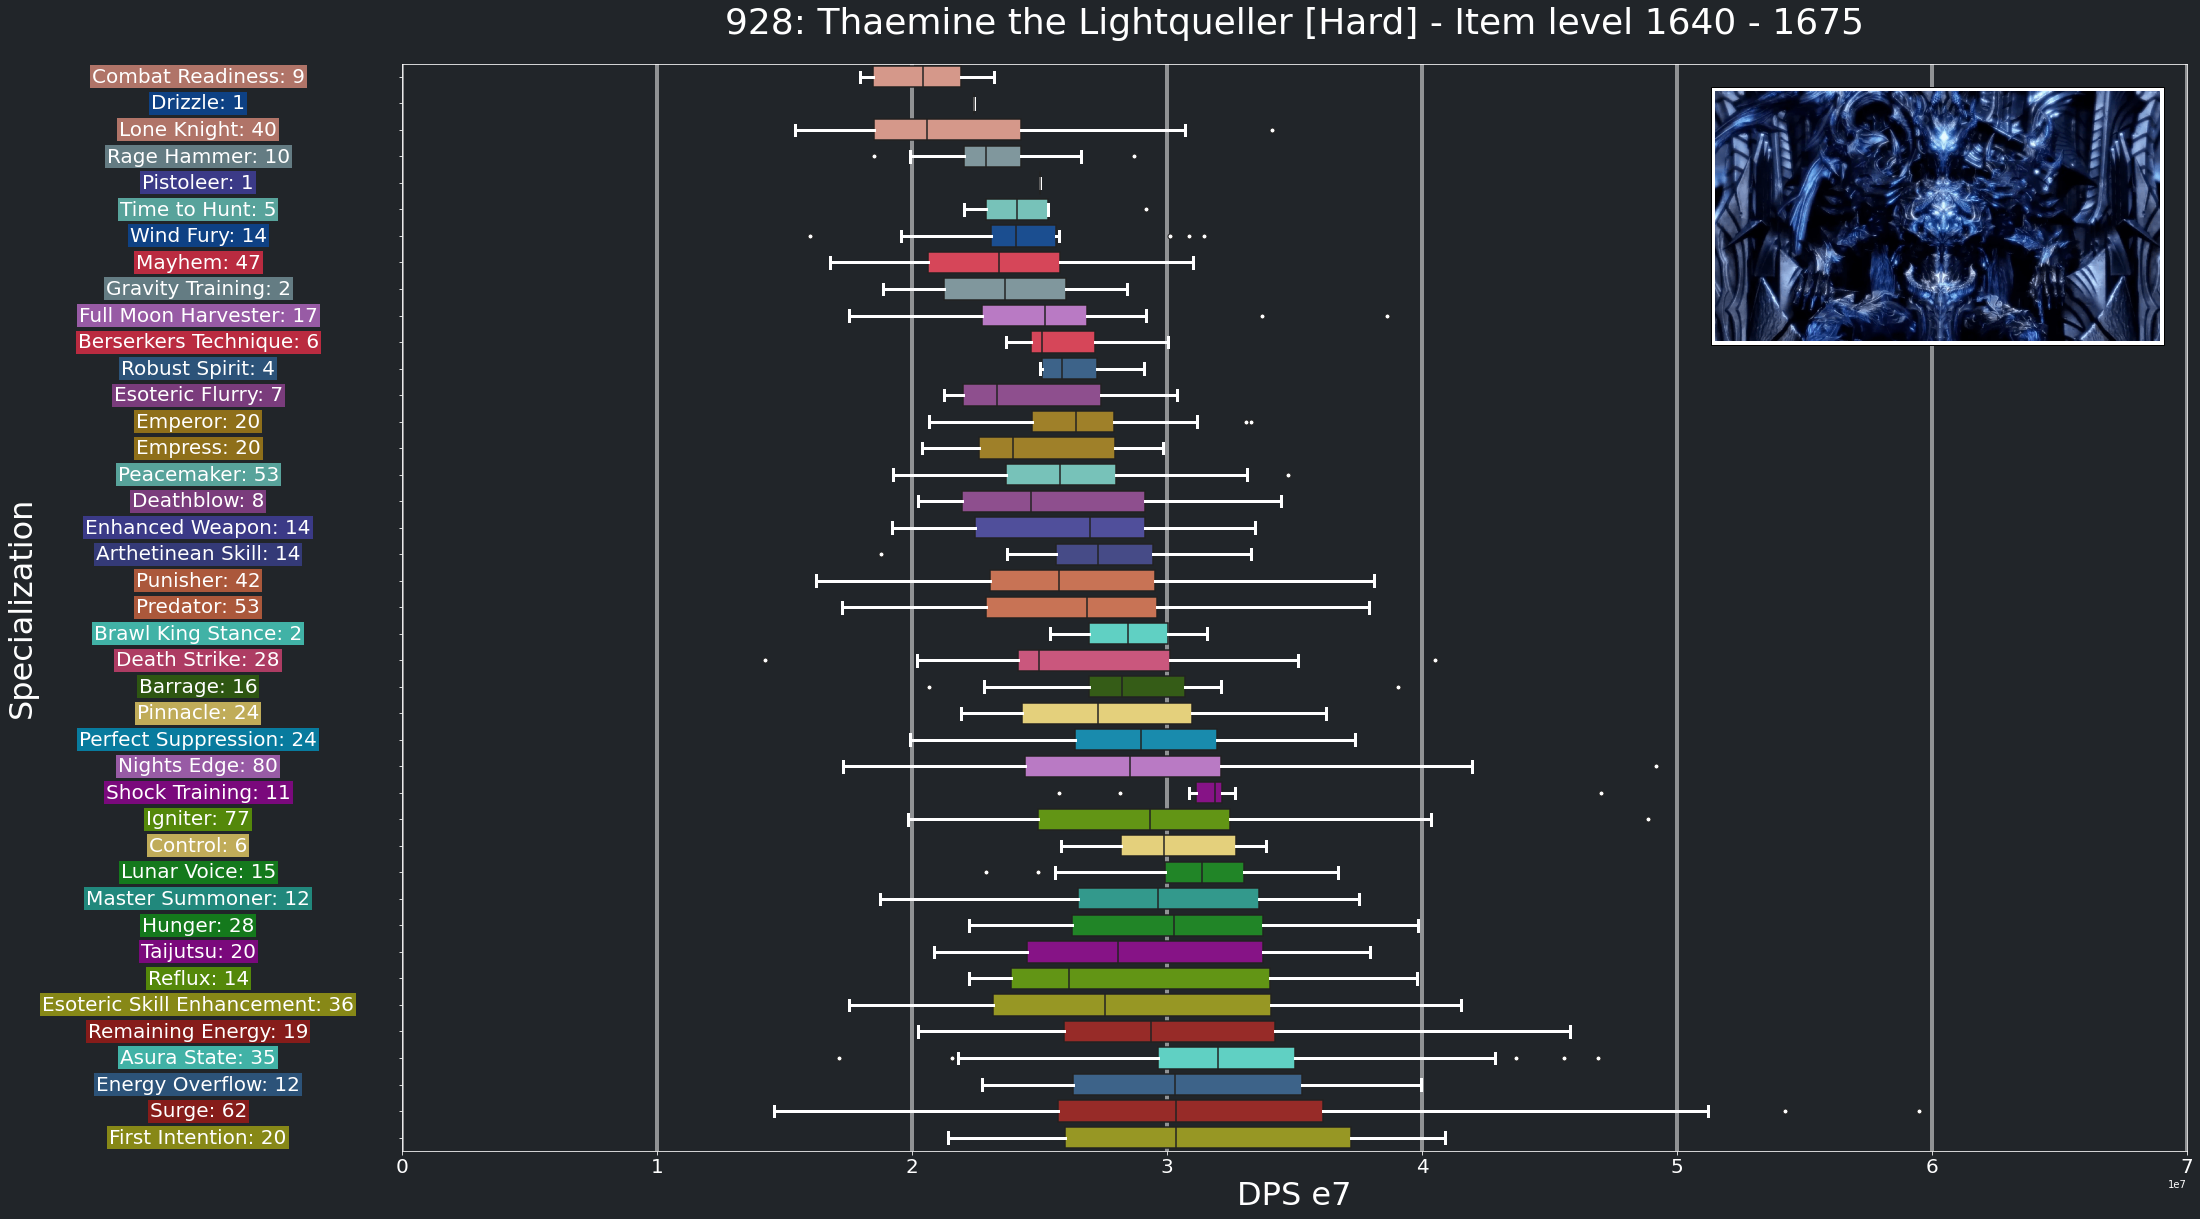 928: Thaemine the Lightqueller [Hard] - Item level 1640 - 1675
Specialization
Combat Readiness: 9
Drizzle: 1
Lone Knight: 40
Rage Hammer: 10
Pistoleer: 1
Time to Hunt: 5
Wind Fury: 14
Mayhem: 47
Gravity Training: 2
Full Moon Harvester: 17
Berserkers Technique: 6
Robust Spirit: 4
Esoteric Flurry: 7
Emperor: 20
Empress: 20
Peacemaker: 53
Deathblow: 8
Enhanced Weapon: 14
Arthetinean Skill: 14
Punisher: 42
Predator: 53
Brawl King Stance: 2
Death Strike: 28
Barrage: 16
Pinnacle: 24
Perfect Suppression: 24
Nights Edge: 80
Shock Training: 11
Igniter: 77
Control: 6
Lunar Voice: 15
Master Summoner: 12
Hunger: 28
Taijutsu: 20
Reflux: 14
Esoteric Skill Enhancement: 36
Remaining Energy: 19
Asura State: 35
Energy Overflow: 12
Surge: 62
First Intention: 20
0 1 2 3 4 5 6 7
DPS e7
1e7